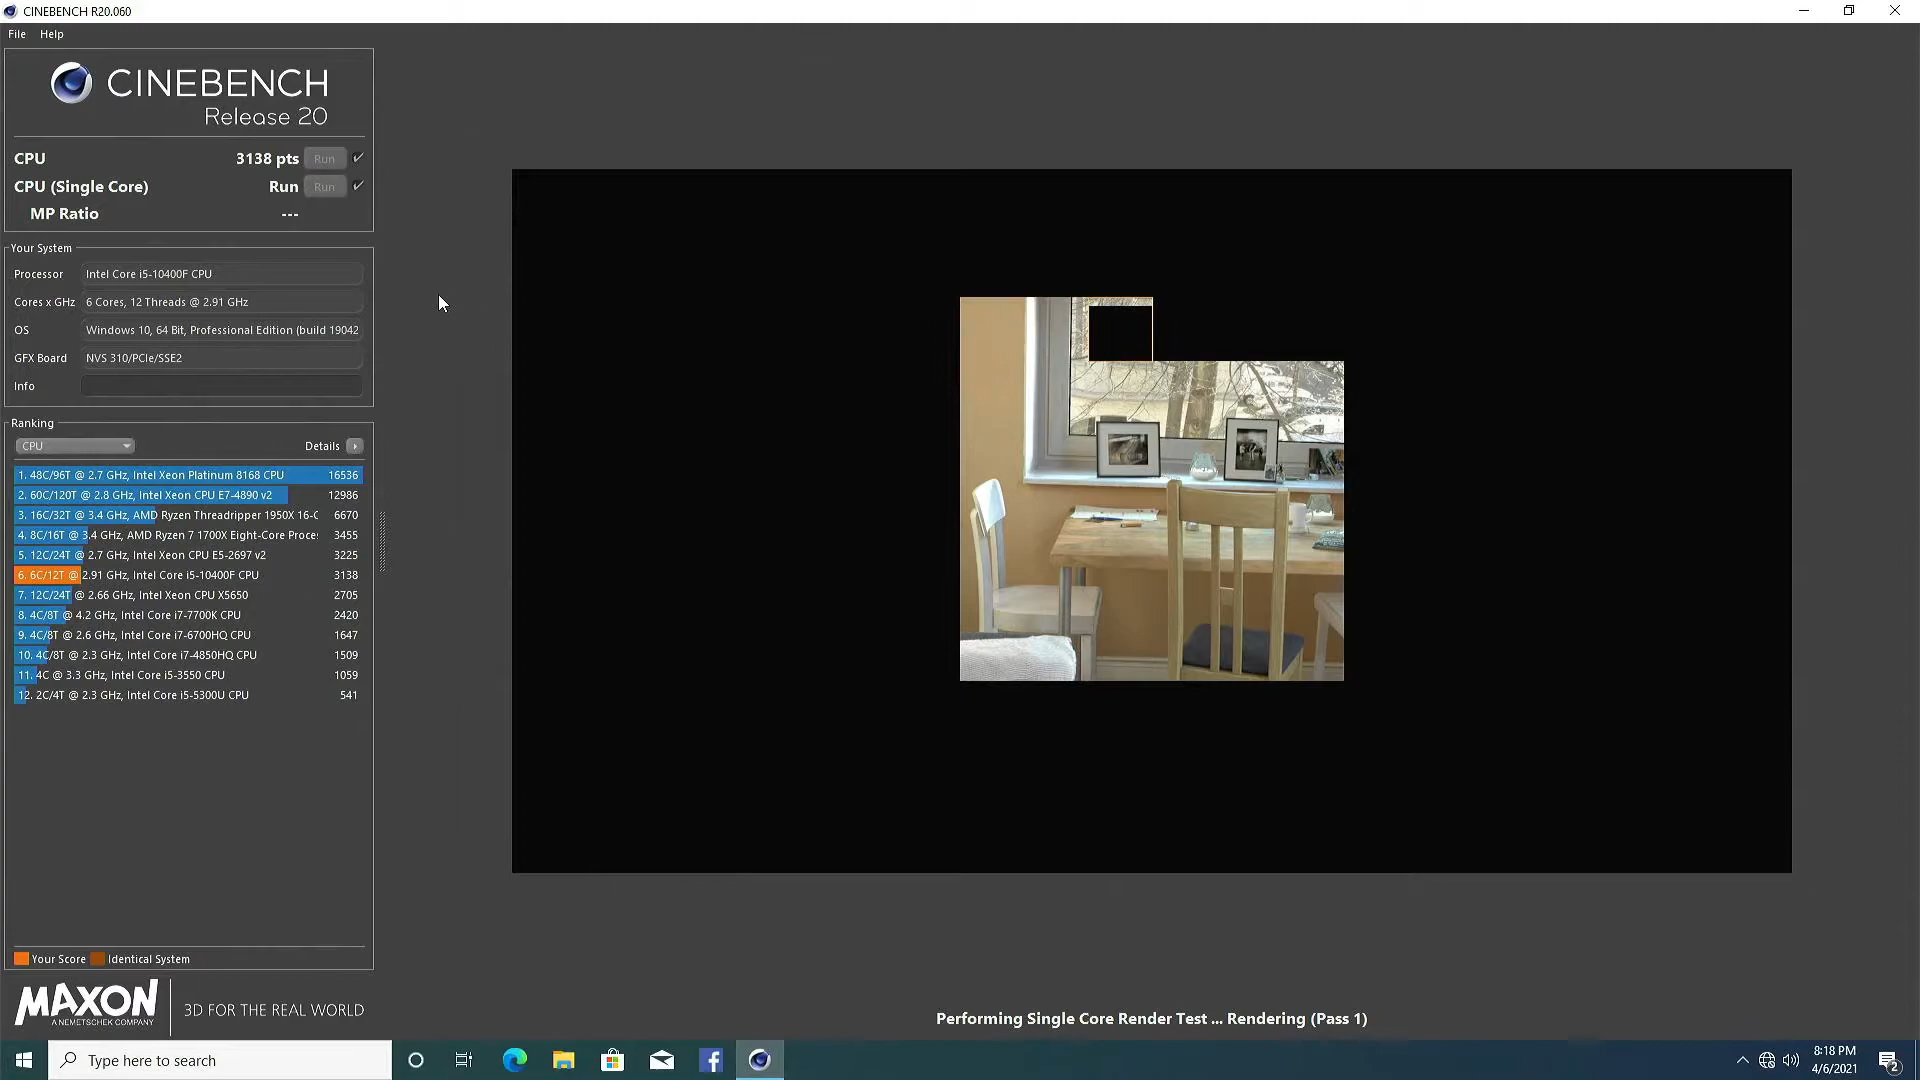 CINEBENCH R20.060
File Help
CINEBENCH
Release 20
CPU 3138 pts Run
CPU (Single Core) Run Run
MP Ratio ---
Your System
Processor Intel Core i5-10400F CPU
Cores x GHz 6 Cores, 12 Threads @ 2.91 GHz
OS Windows 10, 64 Bit, Professional Edition (build 19042
GFX Board NVS 310/PCIe/SSE2
Info
Ranking
CPU Details
1. 48C/96T @ 2.7 GHz, Intel Xeon Platinum 8168 CPU 16536
2. 60C/120T @ 2.8 GHz, Intel Xeon CPU E7-4890 v2 12986
3. 16C/32T @ 3.4 GHz, AMD Ryzen Threadripper 1950X 16-C 6670
4. 8C/16T @ 3.4 GHz, AMD Ryzen 7 1700X Eight-Core Proce: 3455
5. 12C/24T @ 2.7 GHz, Intel Xeon CPU E5-2697 v2 3225
6. 6C/12T @ 2.91 GHz, Intel Core i5-10400F CPU 3138
7. 12C/24T @ 2.66 GHz, Intel Xeon CPU X5650 2705
8. 4C/8T @ 4.2 GHz, Intel Core i7-7700K CPU 2420
9. 4C/8T @ 2.6 GHz, Intel Core i7-6700HQ CPU 1647
10. 4C/8T @ 2.3 GHz, Intel Core i7-4850HQ CPU 1509
11. 4C @ 3.3 GHz, Intel Core i5-3550 CPU 1059
12. 2C/4T @ 2.3 GHz, Intel Core i5-5300U CPU 541
Your Score Identical System
MAXON
A NEMETSCHEK COMPANY
3D FOR THE REAL WORLD
Performing Single Core Render Test ... Rendering (Pass 1)
Type here to search
8:18 PM
4/6/2021
2